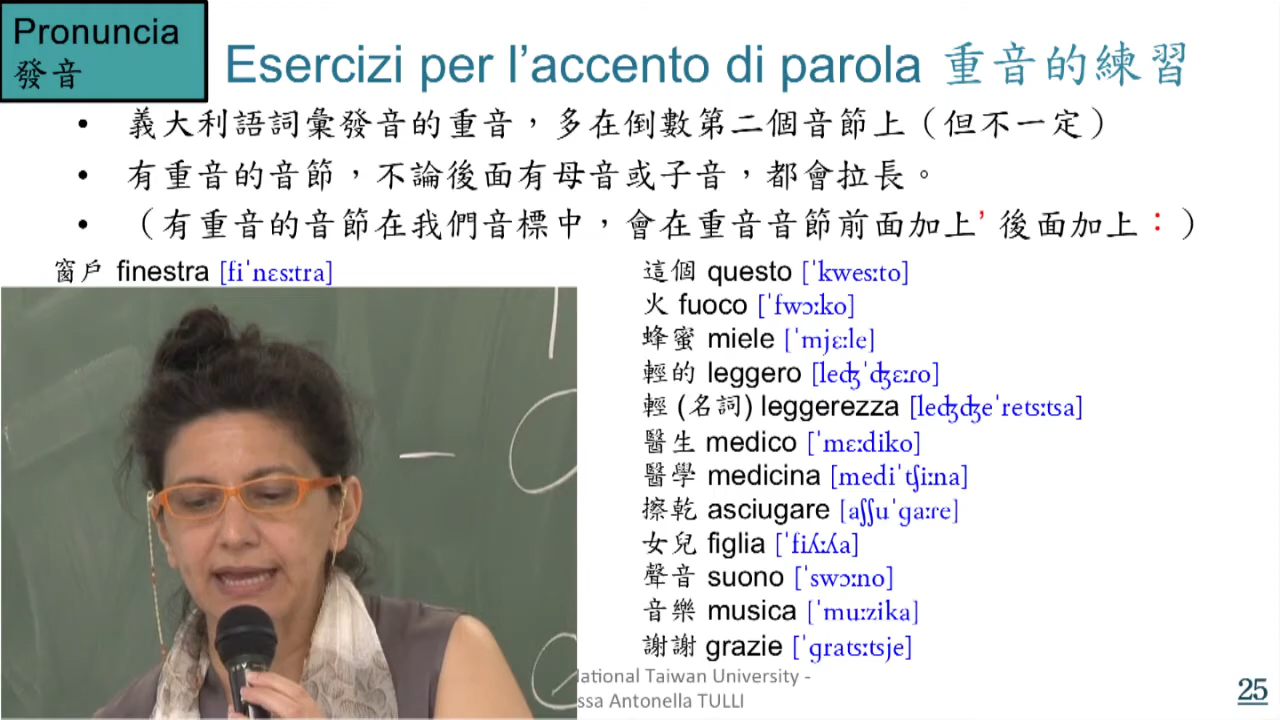 Pronuncia
發音
Esercizi per l'accento di parola 重音的練習
• 義大利語詞彙發音的重音，多在倒數第二個音節上（但不一定）
• 有重音的音節，不論後面有母音或子音，都會拉長。
• （有重音的音節在我們音標中，會在重音音節前面加上' 後面加上：）
窗戶 finestra [fiˈnɛsːtra]
這個 questo [ˈkwesːto]
火 fuoco [ˈfwɔːko]
蜂蜜 miele [ˈmjɛːle]
輕的 leggero [leʤˈʤɛːɾo]
輕 (名詞) leggerezza [leʤʤeˈretsːtsa]
醫生 medico [ˈmɛːdiko]
醫學 medicina [mediˈʧiːna]
擦乾 asciugare [aʃʃuˈɡaːɾe]
女兒 figlia [ˈfiʎːʎa]
聲音 suono [ˈswɔːno]
音樂 musica [ˈmuːzika]
謝謝 grazie [ˈɡratsːtsje]
National Taiwan University -
ssa Antonella TULLI
25